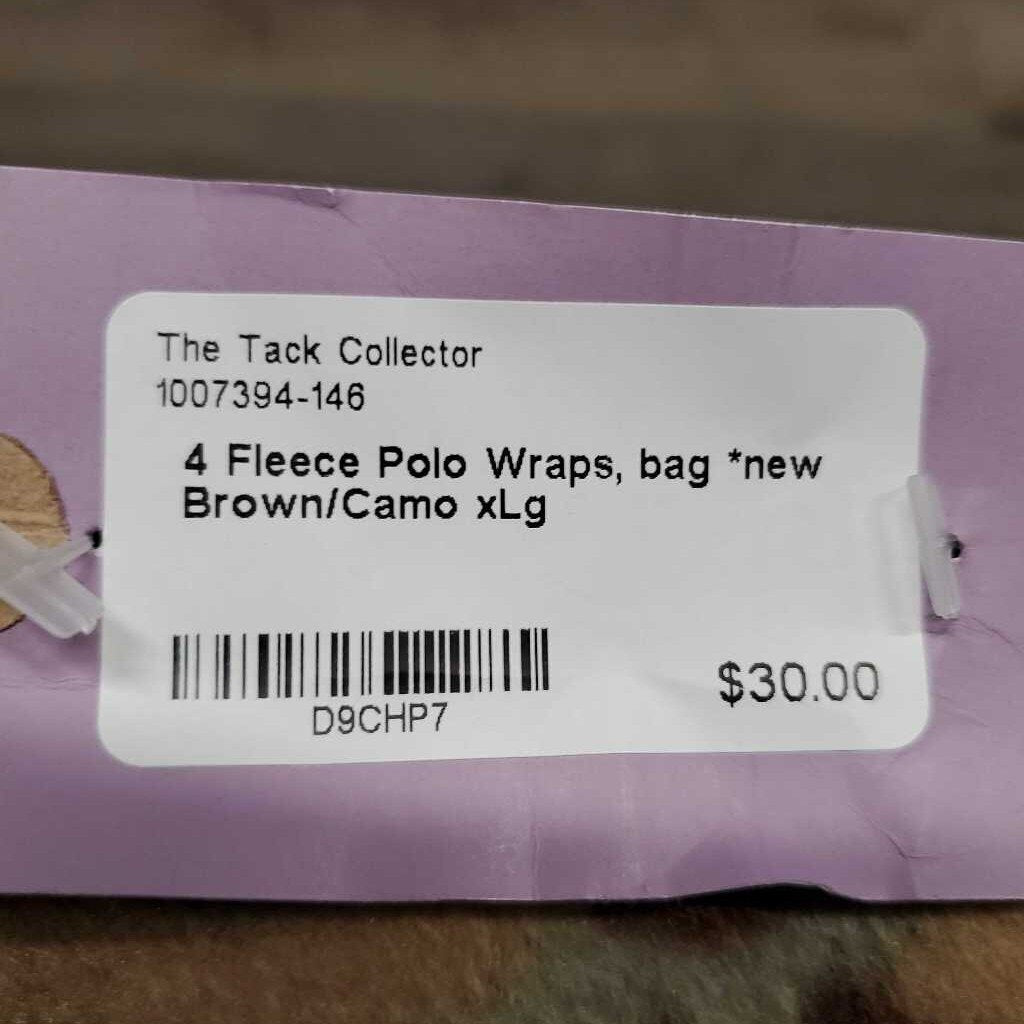 The Tack Collector
1007394-146
4 Fleece Polo Wraps, bag *new
Brown/Camo xLg
D9CHP7
$30.00